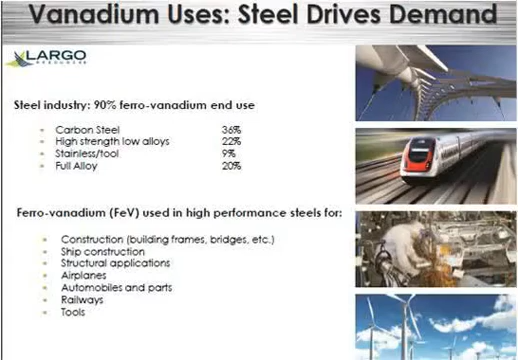 Vanadium Uses: Steel Drives Demand
LARGO
RESOURCES
Steel industry: 90% ferro-vanadium end use
• Carbon Steel 36%
• High strength low alloys 22%
• Stainless/tool 9%
• Full Alloy 20%
Ferro-vanadium (FeV) used in high performance steels for:
• Construction (building frames, bridges, etc.)
• Ship construction
• Structural applications
• Airplanes
• Automobiles and parts
• Railways
• Tools